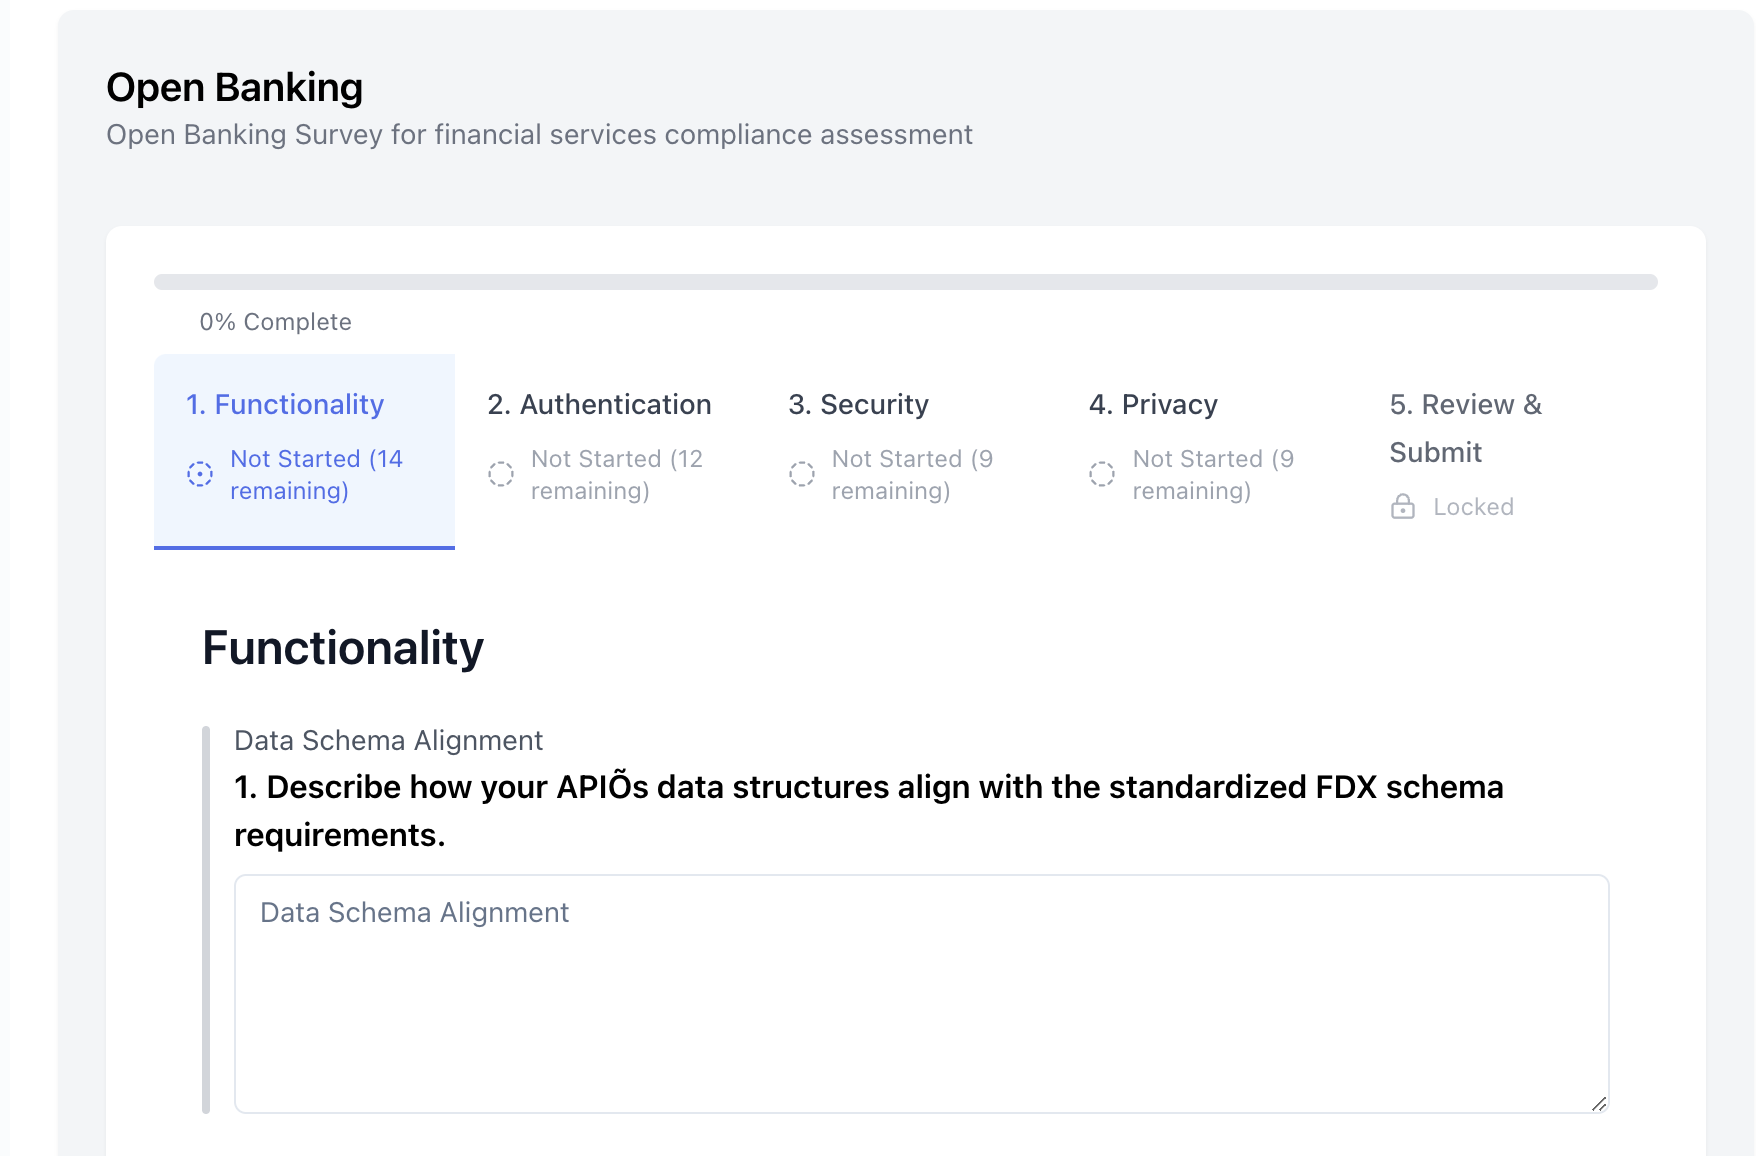 Open Banking
Open Banking Survey for financial services compliance assessment
0% Complete
1. Functionality
Not Started (14
remaining)
2. Authentication
Not Started (12
remaining)
3. Security
Not Started (9
remaining)
4. Privacy
Not Started (9
remaining)
5. Review &
Submit
Locked
Functionality
Data Schema Alignment
1. Describe how your APIÕs data structures align with the standardized FDX schema
requirements.
Data Schema Alignment